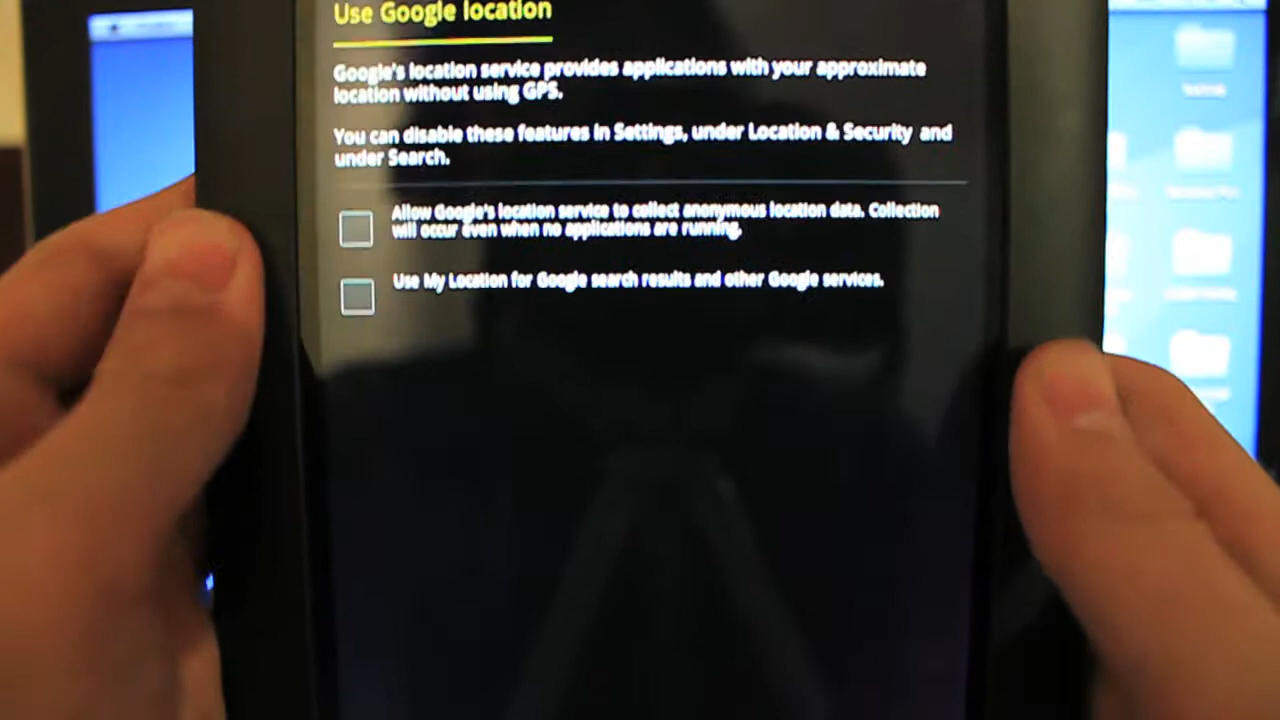 Use Google location
Google's location service provides applications with your approximate
location without using GPS.
You can disable these features in Settings, under Location & Security and
under Search.
Allow Google's location service to collect anonymous location data. Collection
will occur even when no applications are running.
Use My Location for Google search results and other Google services.